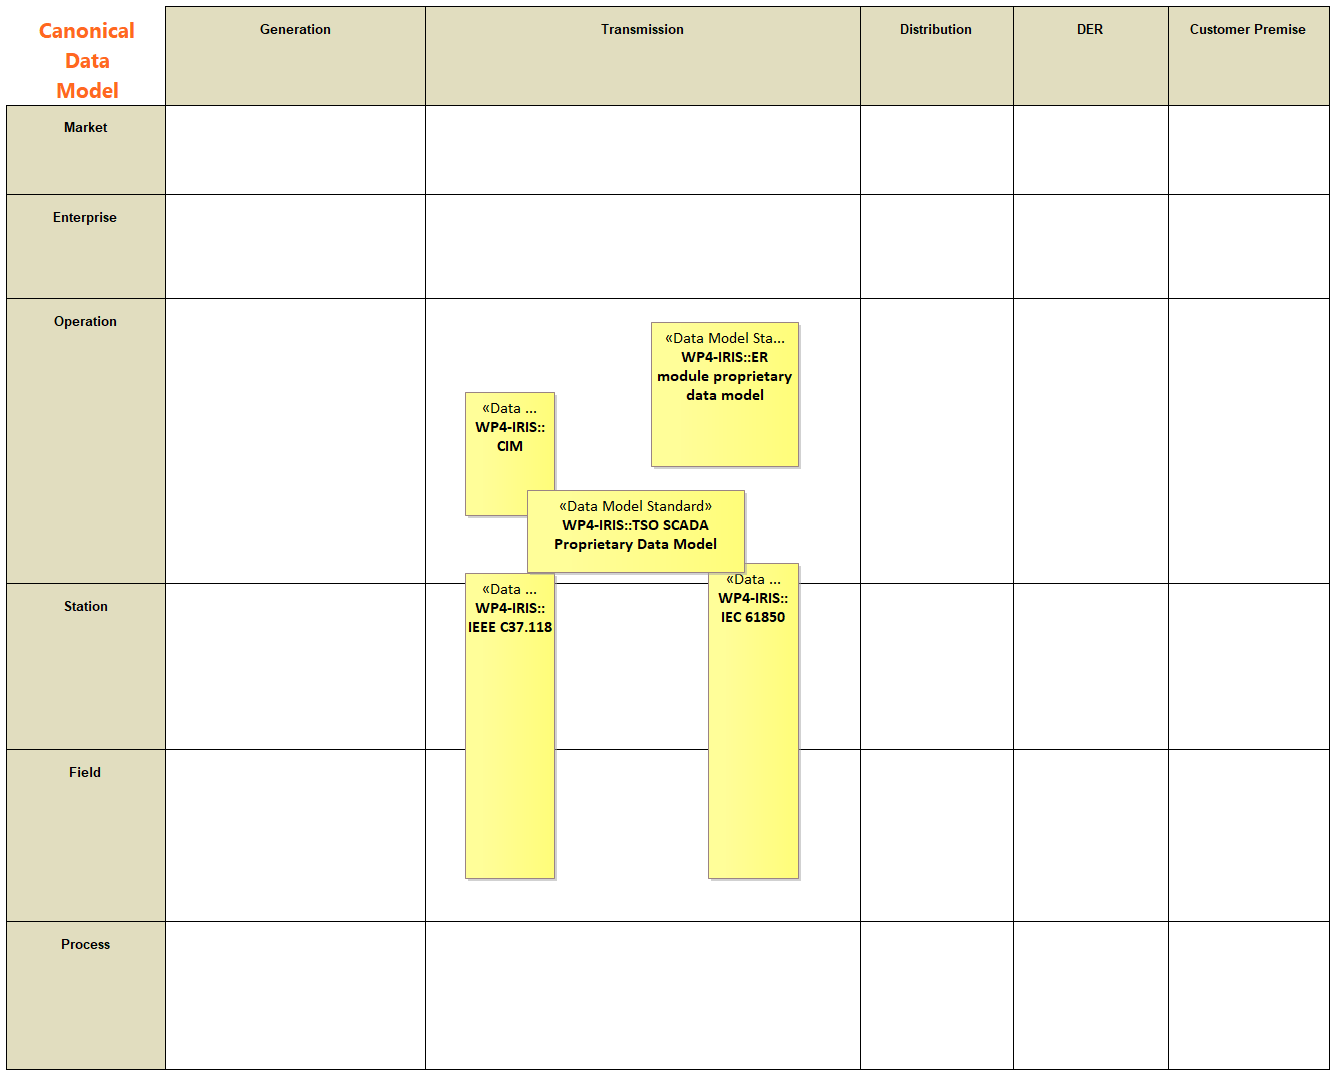 Canonical
Data
Model
Generation
Transmission
Distribution
DER
Customer Premise
Market
Enterprise
Operation
«Data Model Sta...
WP4-IRIS::ER
module proprietary
data model
«Data ...
WP4-IRIS::
CIM
«Data Model Standard»
WP4-IRIS::TSO SCADA
Proprietary Data Model
Station
«Data ...
WP4-IRIS::
IEEE C37.118
«Data ...
WP4-IRIS::
IEC 61850
Field
Process